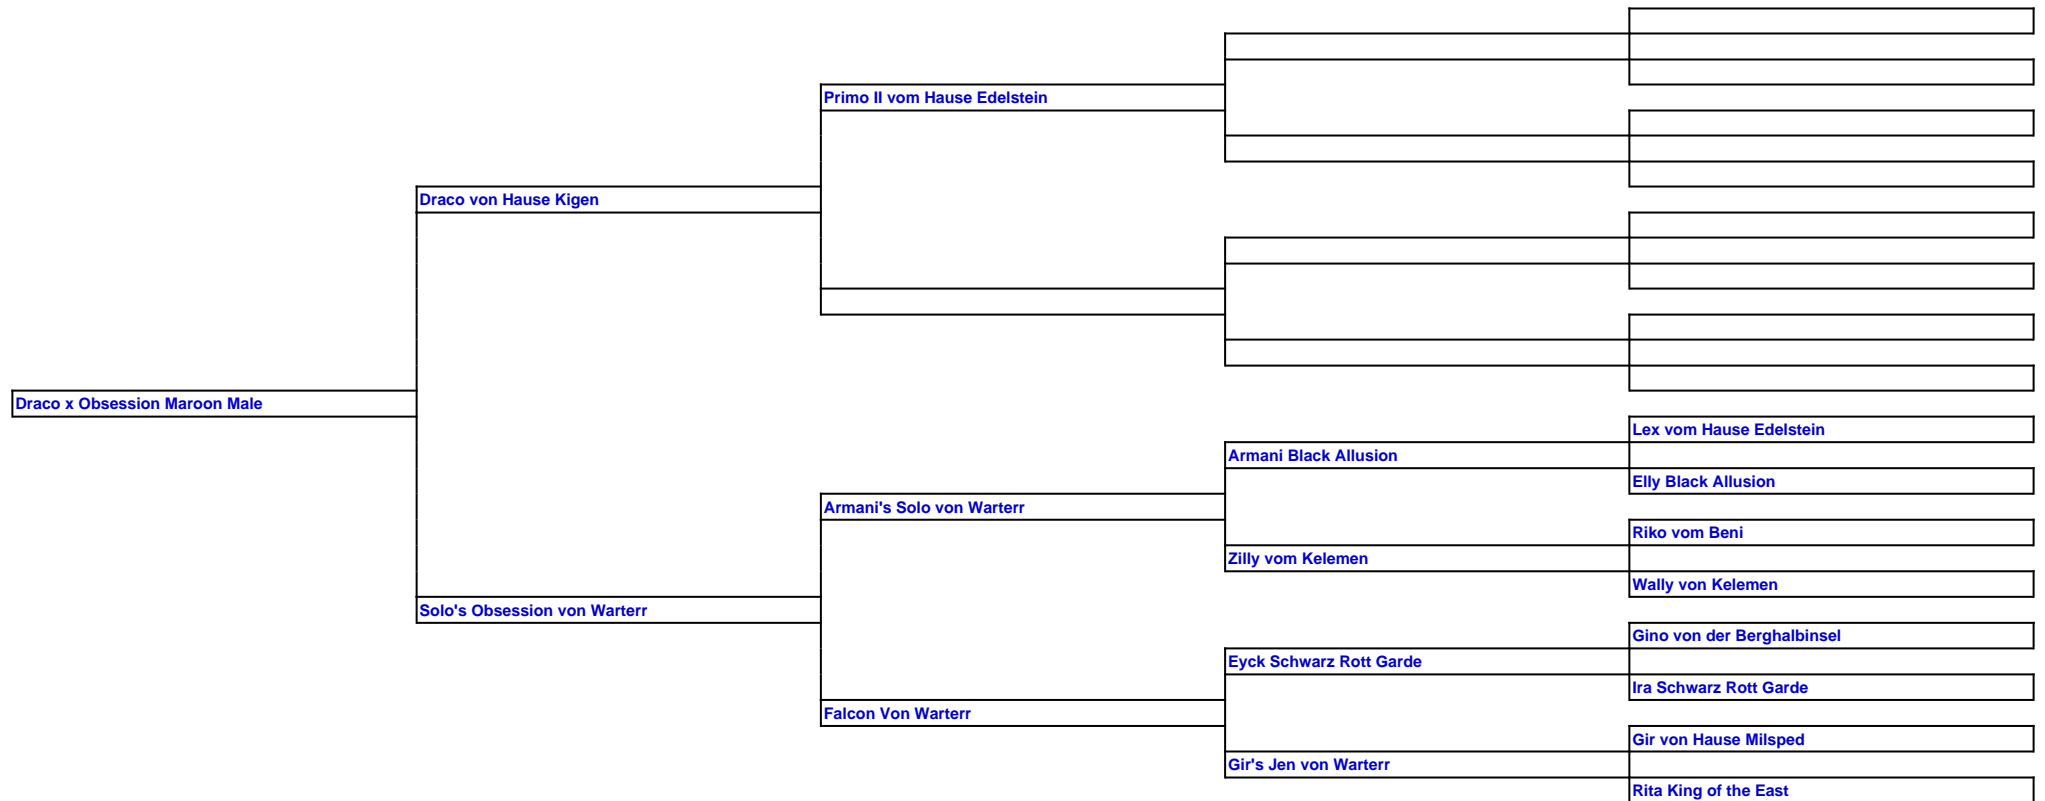 Primo II vom Hause Edelstein
Draco von Hause Kigen
Draco x Obsession Maroon Male
Lex vom Hause Edelstein
Armani Black Allusion
Elly Black Allusion
Armani's Solo von Warterr
Riko vom Beni
Zilly vom Kelemen
Wally von Kelemen
Solo's Obsession von Warterr
Gino von der Berghalbinsel
Eyck Schwarz Rott Garde
Ira Schwarz Rott Garde
Falcon Von Warterr
Gir von Hause Milsped
Gir's Jen von Warterr
Rita King of the East